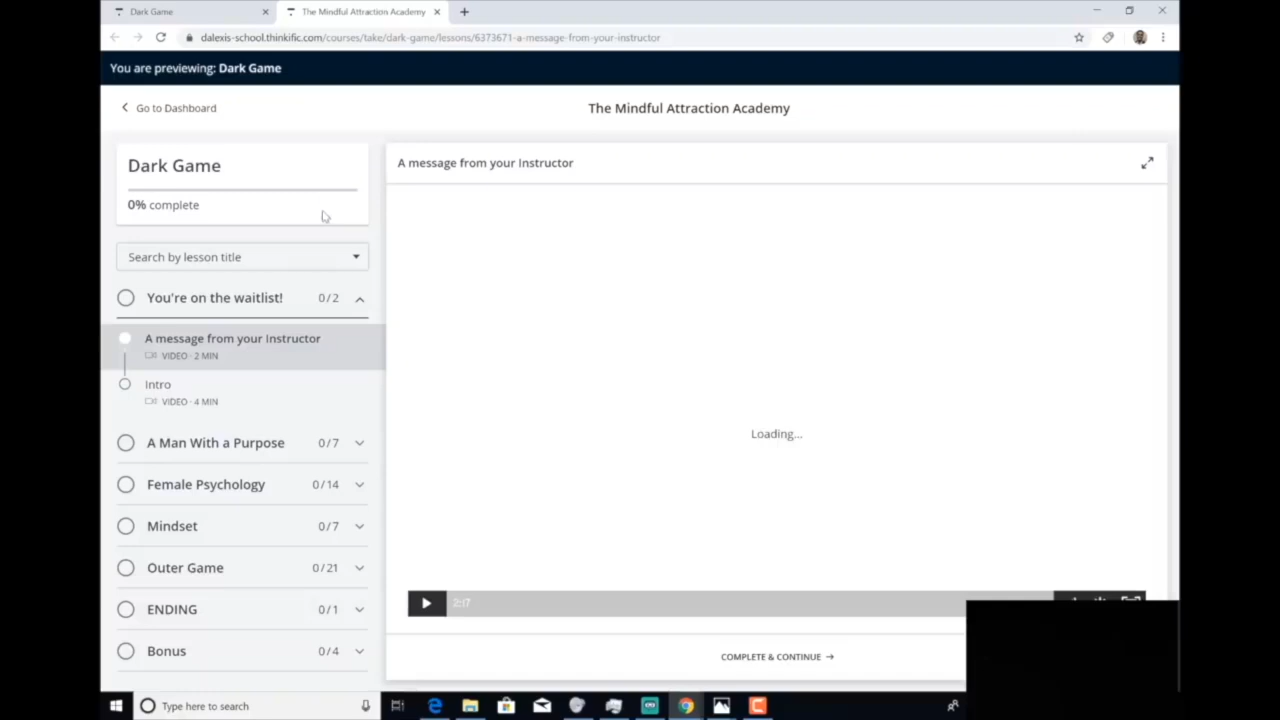 Dark Game
The Mindful Attraction Academy
dalexis-school.thinkific.com/courses/take/dark-game/lessons/6373671-a-message-from-your-instructor
You are previewing: Dark Game
Go to Dashboard
The Mindful Attraction Academy
Dark Game
0% complete
Search by lesson title
You're on the waitlist! 0/2
A message from your Instructor
VIDEO · 2 MIN
Intro
VIDEO · 4 MIN
A Man With a Purpose 0/7
Female Psychology 0/14
Mindset 0/7
Outer Game 0/21
ENDING 0/1
Bonus 0/4
A message from your Instructor
Loading...
2:17
COMPLETE & CONTINUE →
Type here to search